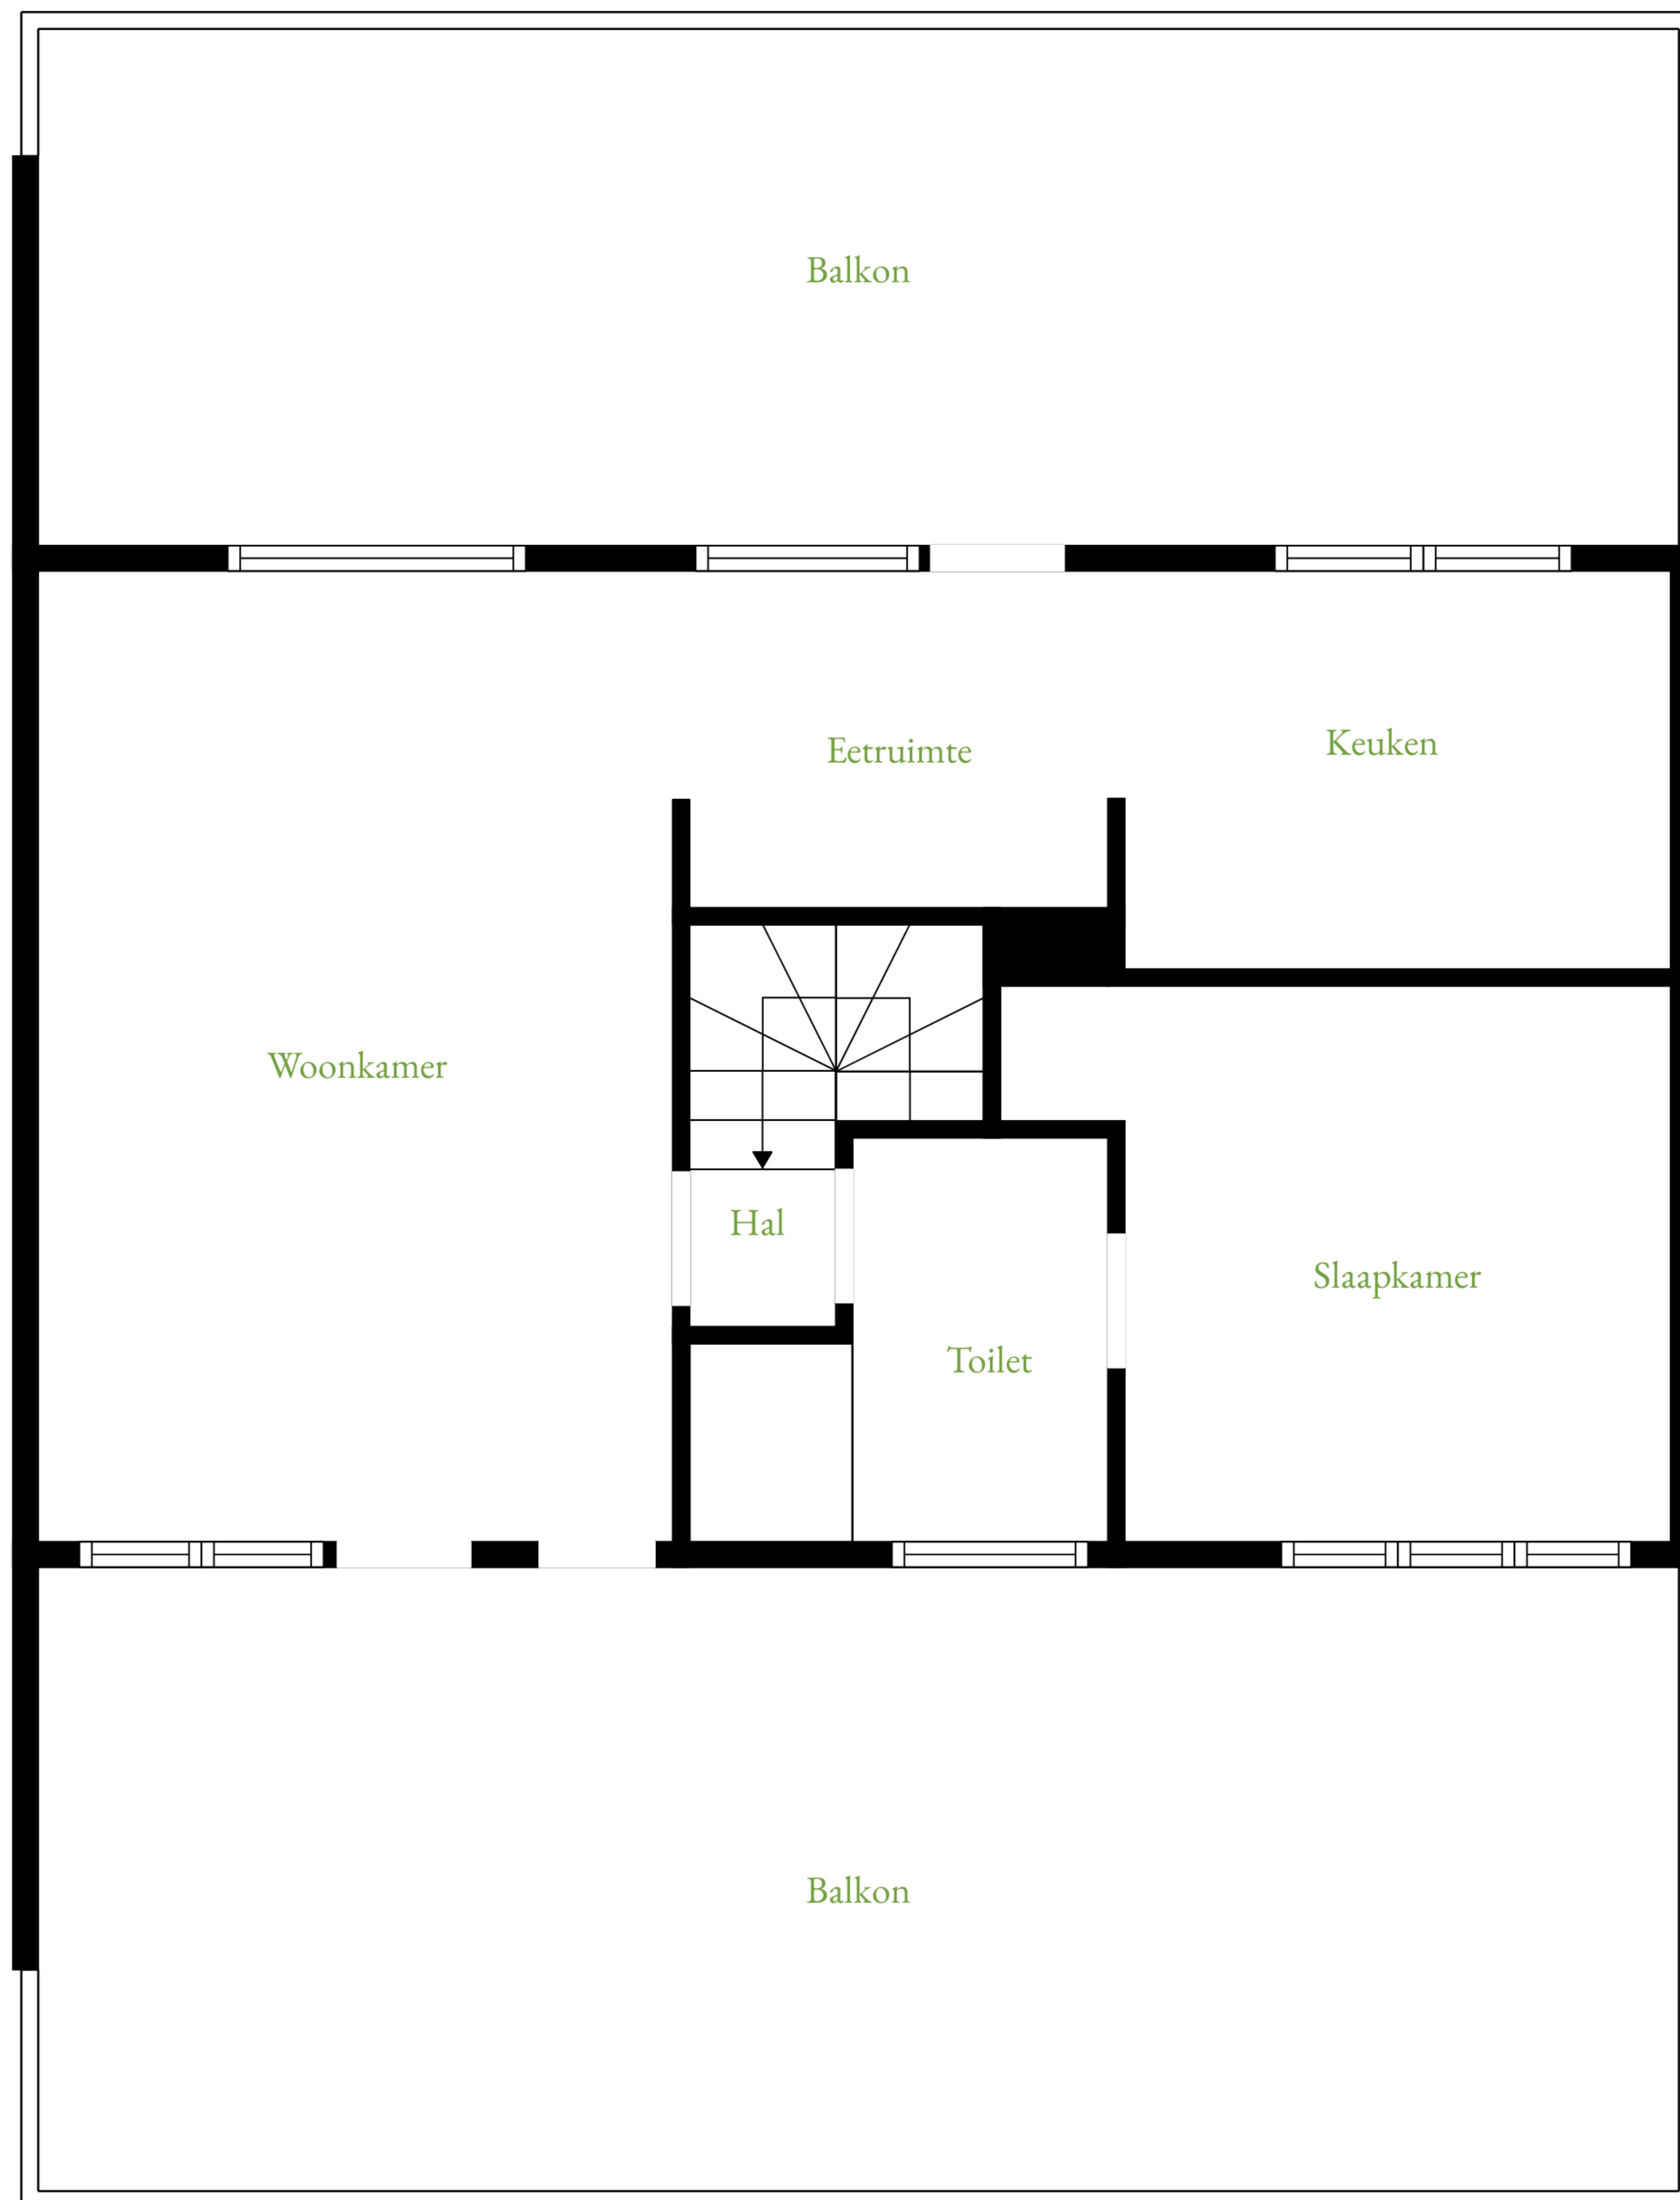 Balkon
Eetruimte
Keuken
Woonkamer
Hal
Slaapkamer
Toilet
Balkon